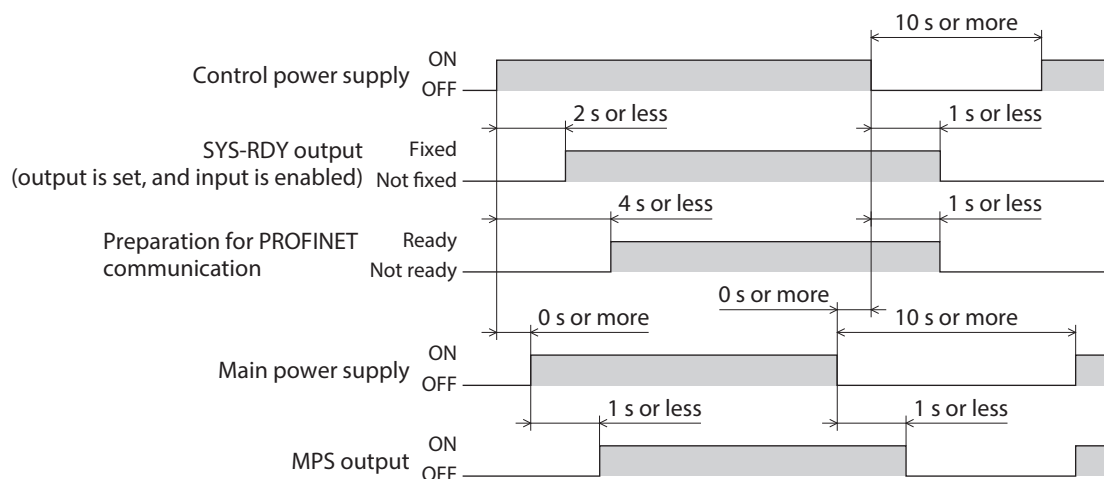 10 s or more
Control power supply
ON
OFF
2 s or less
1 s or less
SYS-RDY output
(output is set, and input is enabled)
Fixed
Not fixed
4 s or less
1 s or less
Preparation for PROFINET
communication
Ready
Not ready
0 s or more
0 s or more
10 s or more
Main power supply
ON
OFF
1 s or less
1 s or less
MPS output
ON
OFF